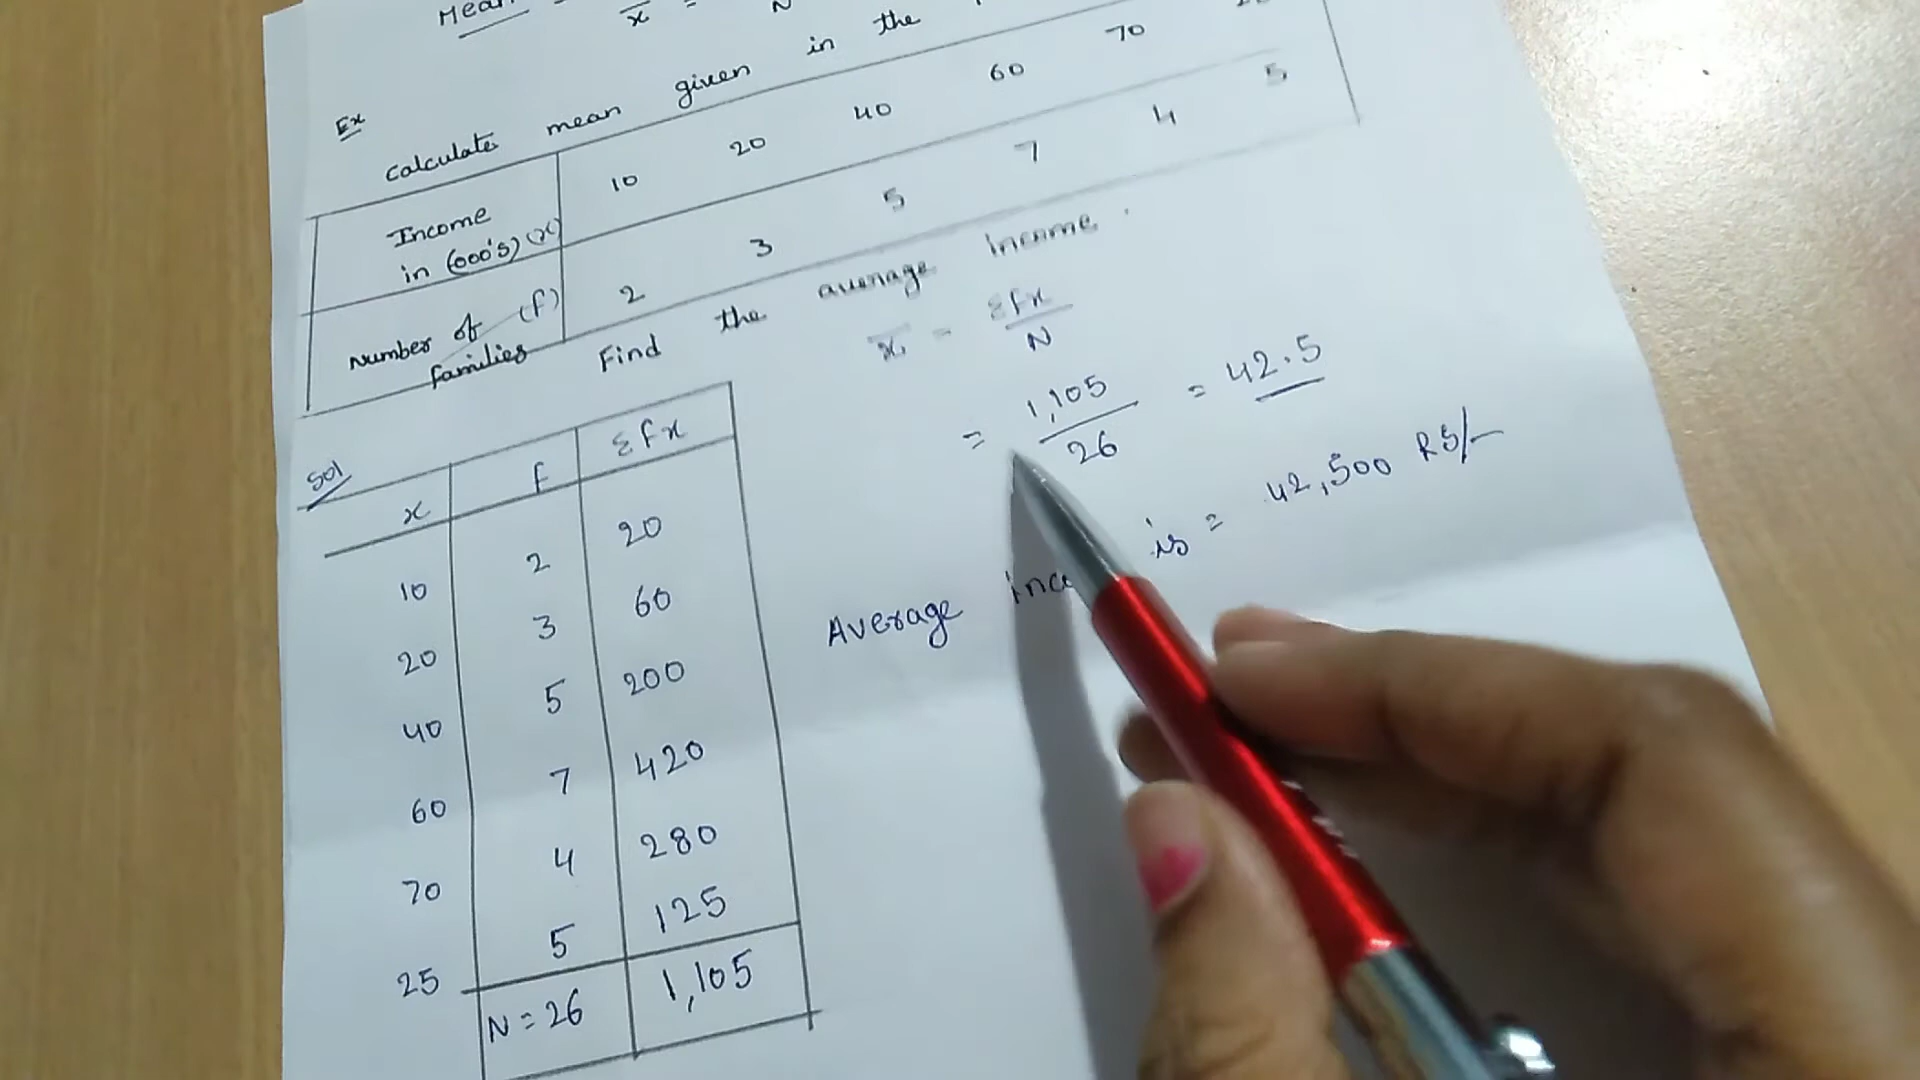 Mean
x̄ = N
Ex
Calculate mean given in the
Income in (000's) (x) 10 20 40 60 70
Number of families (f) 2 3 5 7 4 5
Find the average income.
Sol
x̄ = Σfx / N
= 1,105 / 26 = 42.5
Average is = 42,500 RS/-
x f Σfx
10 2 20
20 3 60
40 5 200
60 7 420
70 4 280
25 5 125
N = 26 1,105